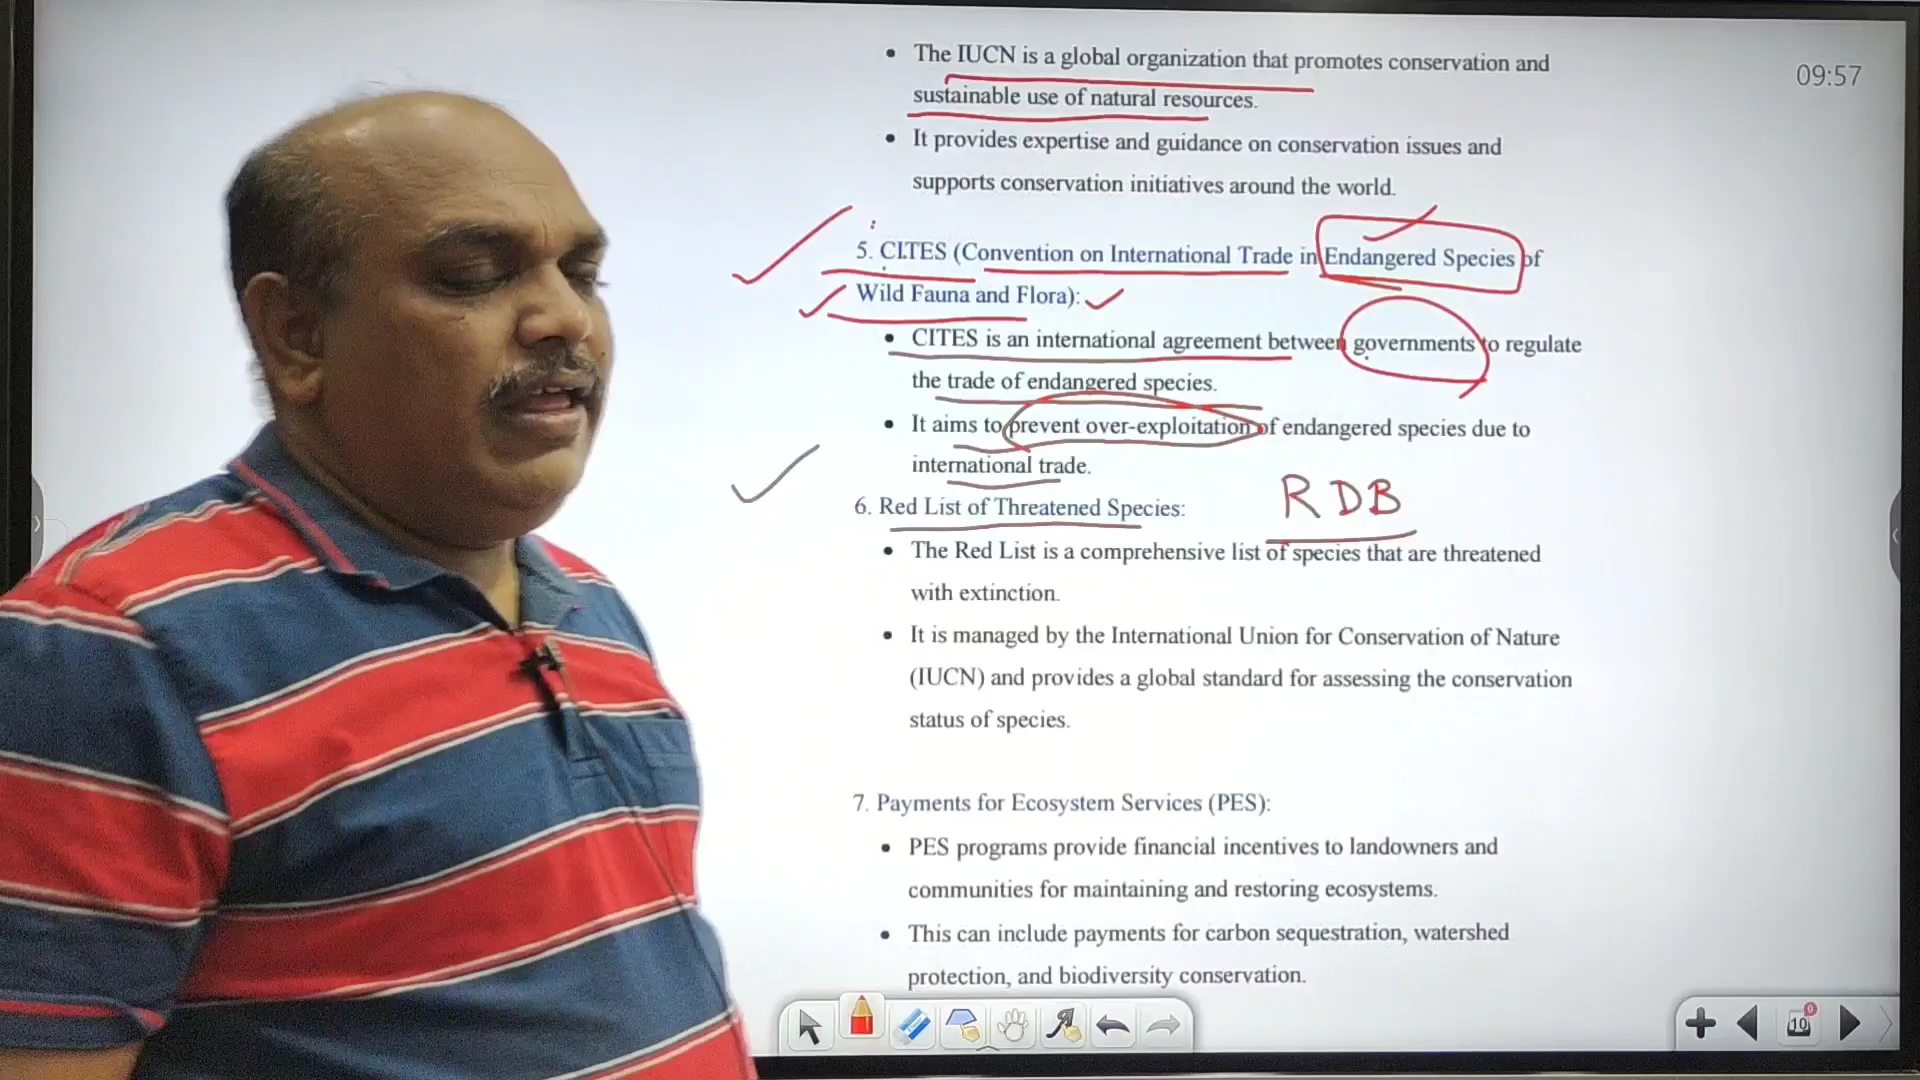 • The IUCN is a global organization that promotes conservation and
sustainable use of natural resources.
09:57
• It provides expertise and guidance on conservation issues and
supports conservation initiatives around the world.
5. CITES (Convention on International Trade in Endangered Species of
Wild Fauna and Flora):
• CITES is an international agreement between governments to regulate
the trade of endangered species.
• It aims to prevent over-exploitation of endangered species due to
international trade.
RDB
6. Red List of Threatened Species:
• The Red List is a comprehensive list of species that are threatened
with extinction.
• It is managed by the International Union for Conservation of Nature
(IUCN) and provides a global standard for assessing the conservation
status of species.
7. Payments for Ecosystem Services (PES):
• PES programs provide financial incentives to landowners and
communities for maintaining and restoring ecosystems.
• This can include payments for carbon sequestration, watershed
protection, and biodiversity conservation.
10
0